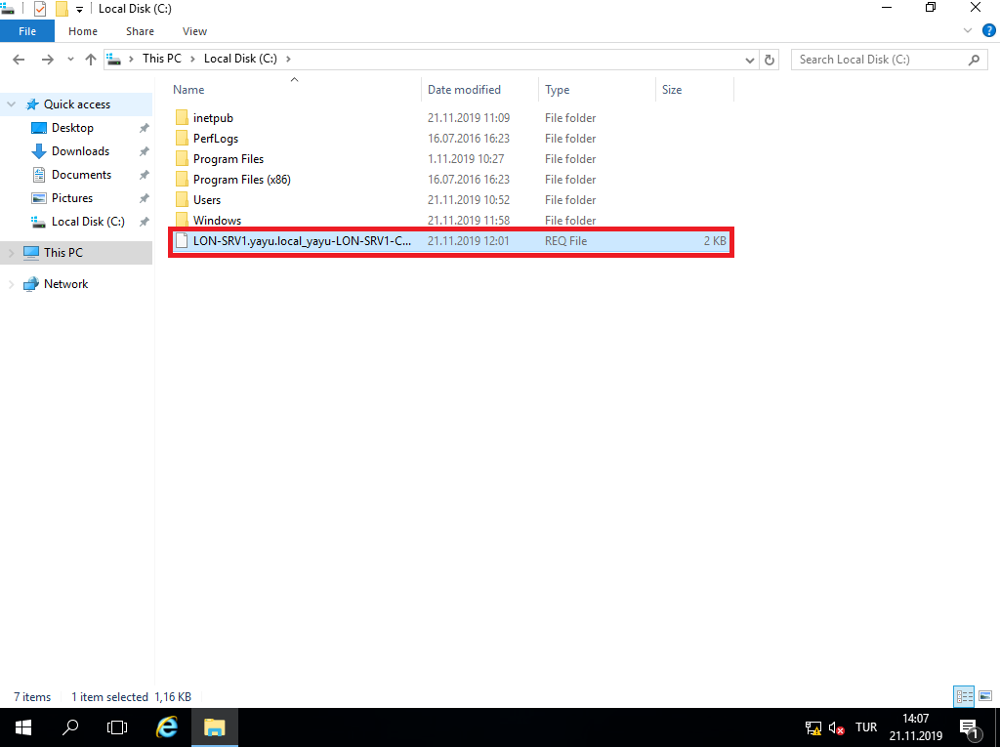 Local Disk (C:)
File Home Share View
This PC Local Disk (C:)
Search Local Disk (C:)
Name Date modified Type Size
Quick access
Desktop
Downloads
Documents
Pictures
Local Disk (C:)
This PC
Network
inetpub 21.11.2019 11:09 File folder
PerfLogs 16.07.2016 16:23 File folder
Program Files 1.11.2019 10:27 File folder
Program Files (x86) 16.07.2016 16:23 File folder
Users 21.11.2019 10:52 File folder
Windows 21.11.2019 11:58 File folder
LON-SRV1.yayu.local_yayu-LON-SRV1-C... 21.11.2019 12:01 REQ File 2 KB
7 items 1 item selected 1,16 KB
TUR
14:07
21.11.2019
1